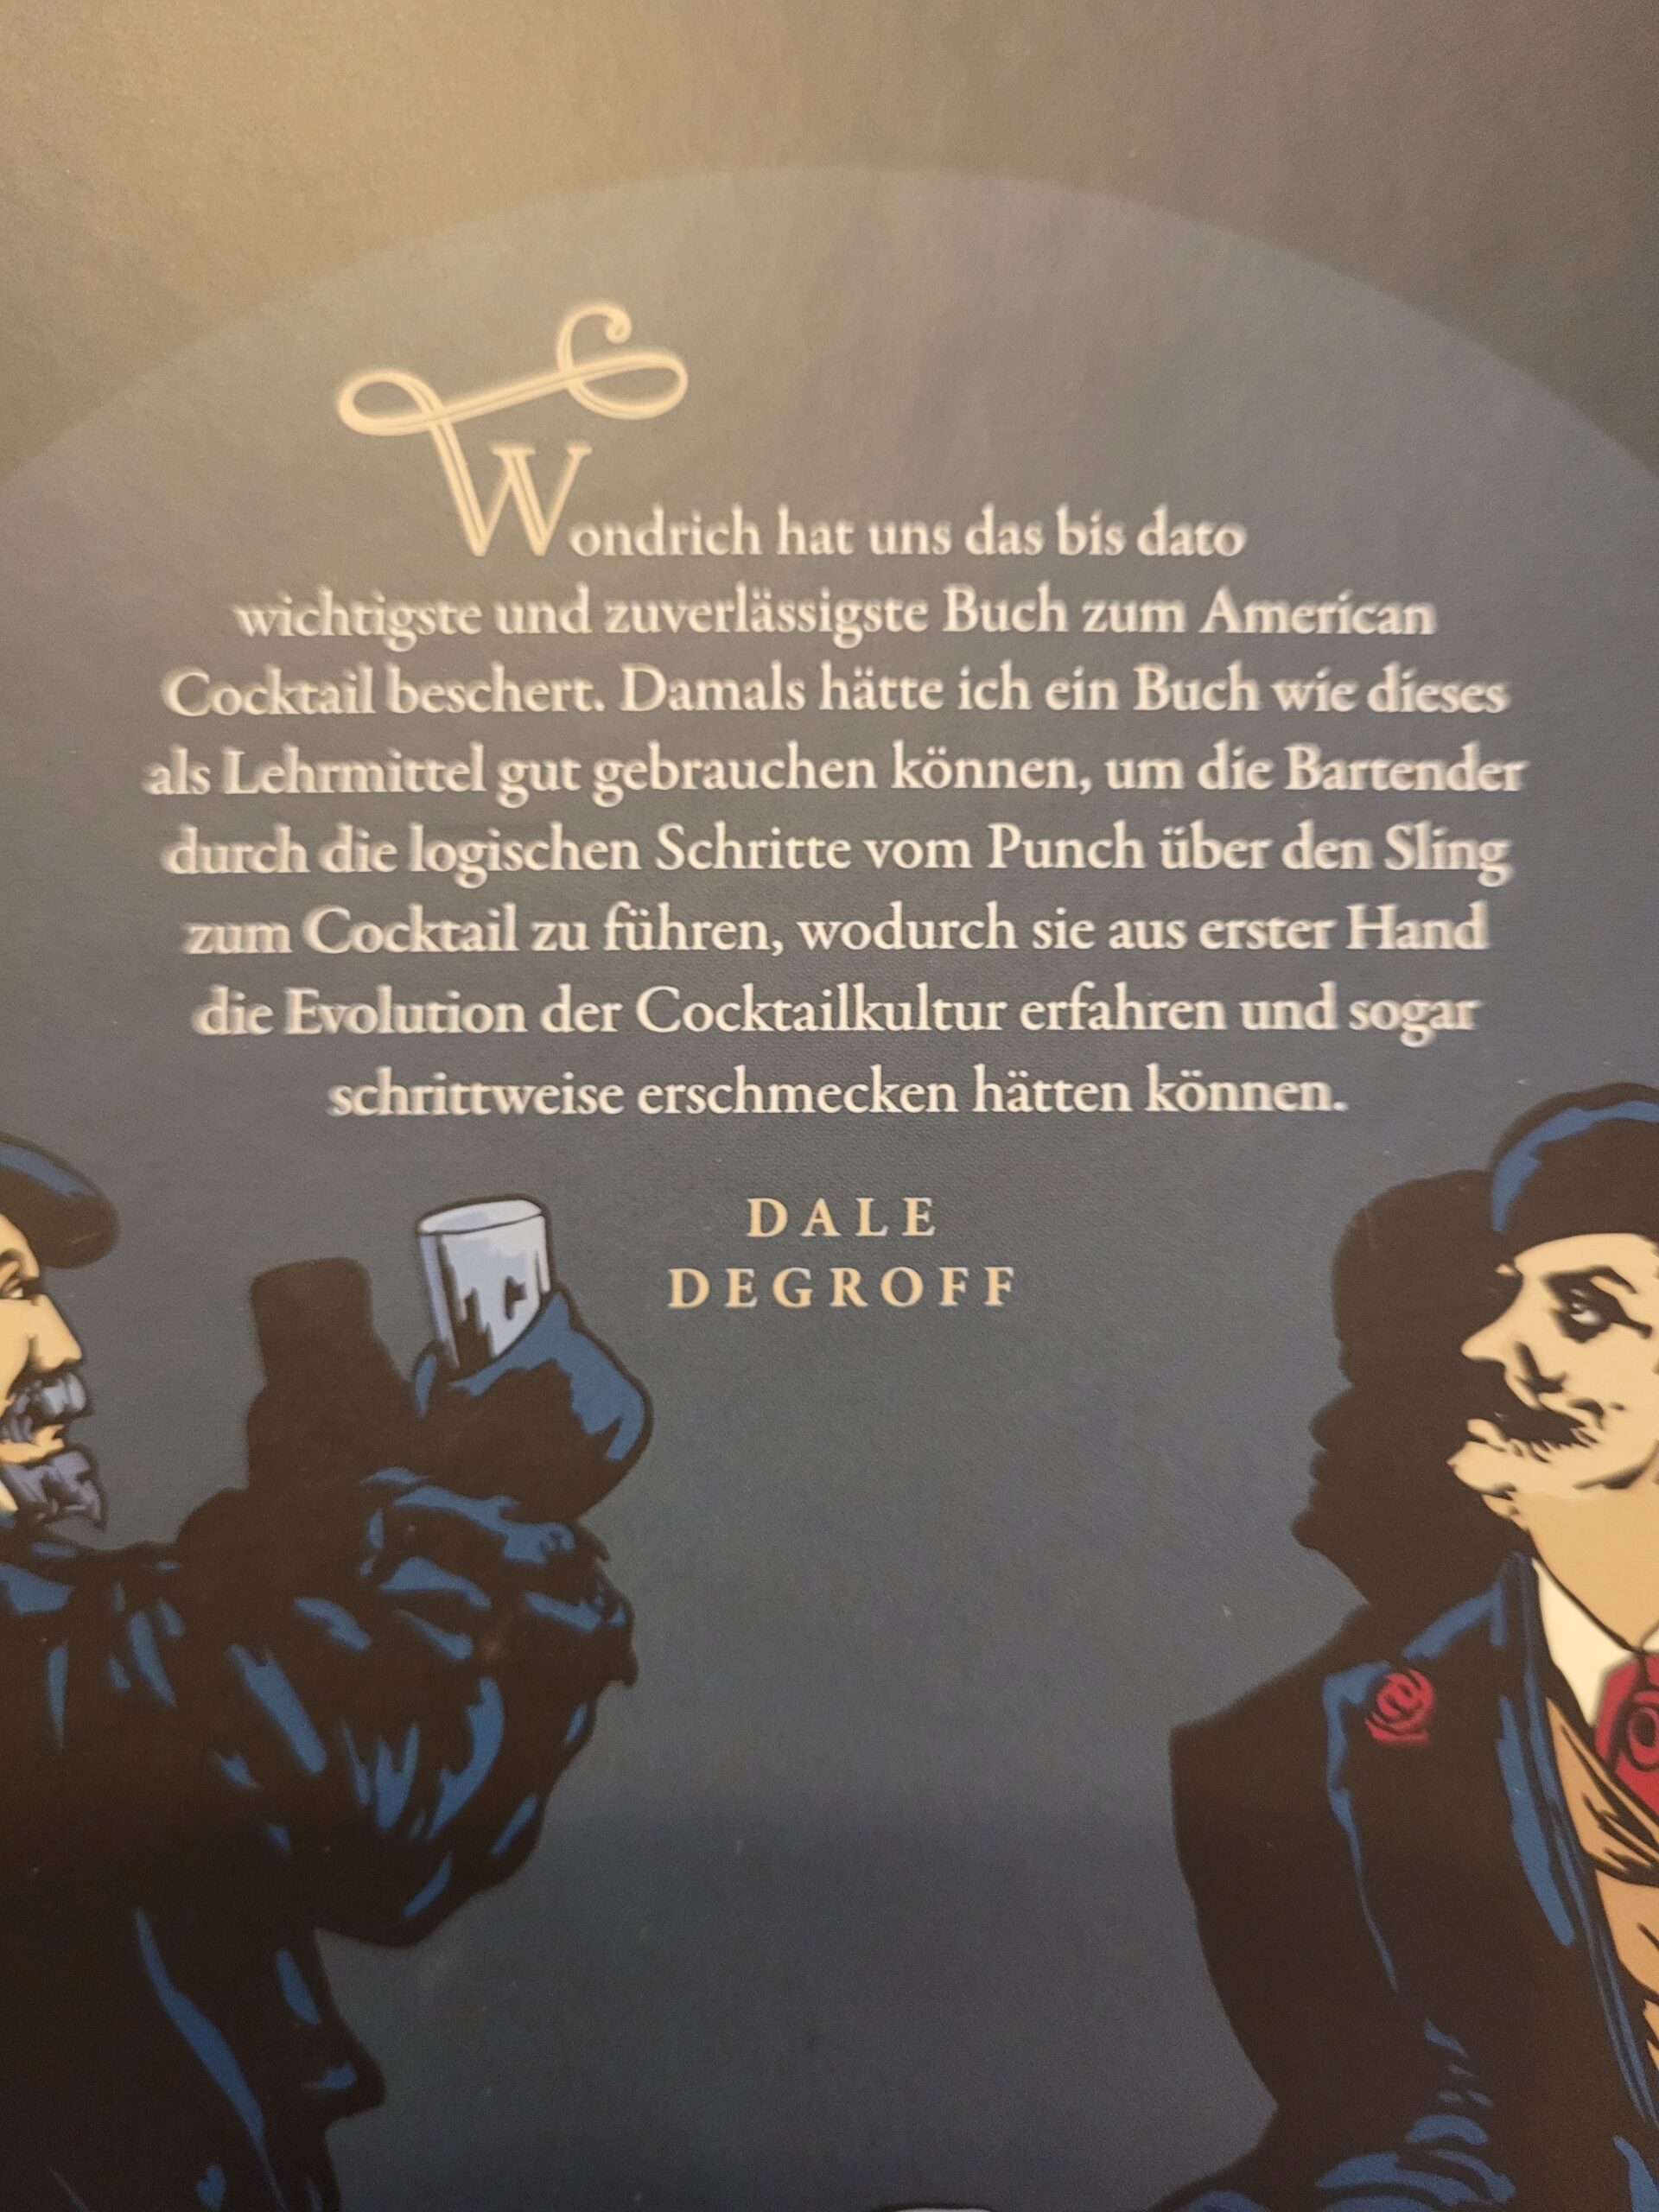 Wondrich hat uns das bis dato
wichtigste und zuverlässigste Buch zum American
Cocktail beschert. Damals hätte ich ein Buch wie dieses
als Lehrmittel gut gebrauchen können, um die Bartender
durch die logischen Schritte vom Punch über den Sling
zum Cocktail zu führen, wodurch sie aus erster Hand
die Evolution der Cocktailkultur erfahren und sogar
schrittweise erschmecken hätten können.
DALE
DEGROFF